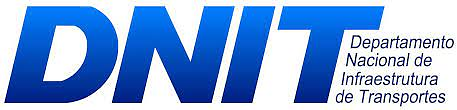 DNIT
Departamento
Nacional de
Infraestrutura
de Transportes